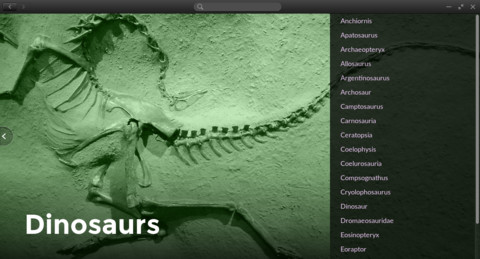 Anchiornis
Apatosaurus
Archaeopteryx
Allosaurus
Argentinosaurus
Archosaur
Camptosaurus
Carnosauria
Ceratopsia
Coelophysis
Coelurosauria
Compsognathus
Cryolophosaurus
Dinosaur
Dromaeosauridae
Eosinopteryx
Eoraptor
Dinosaurs